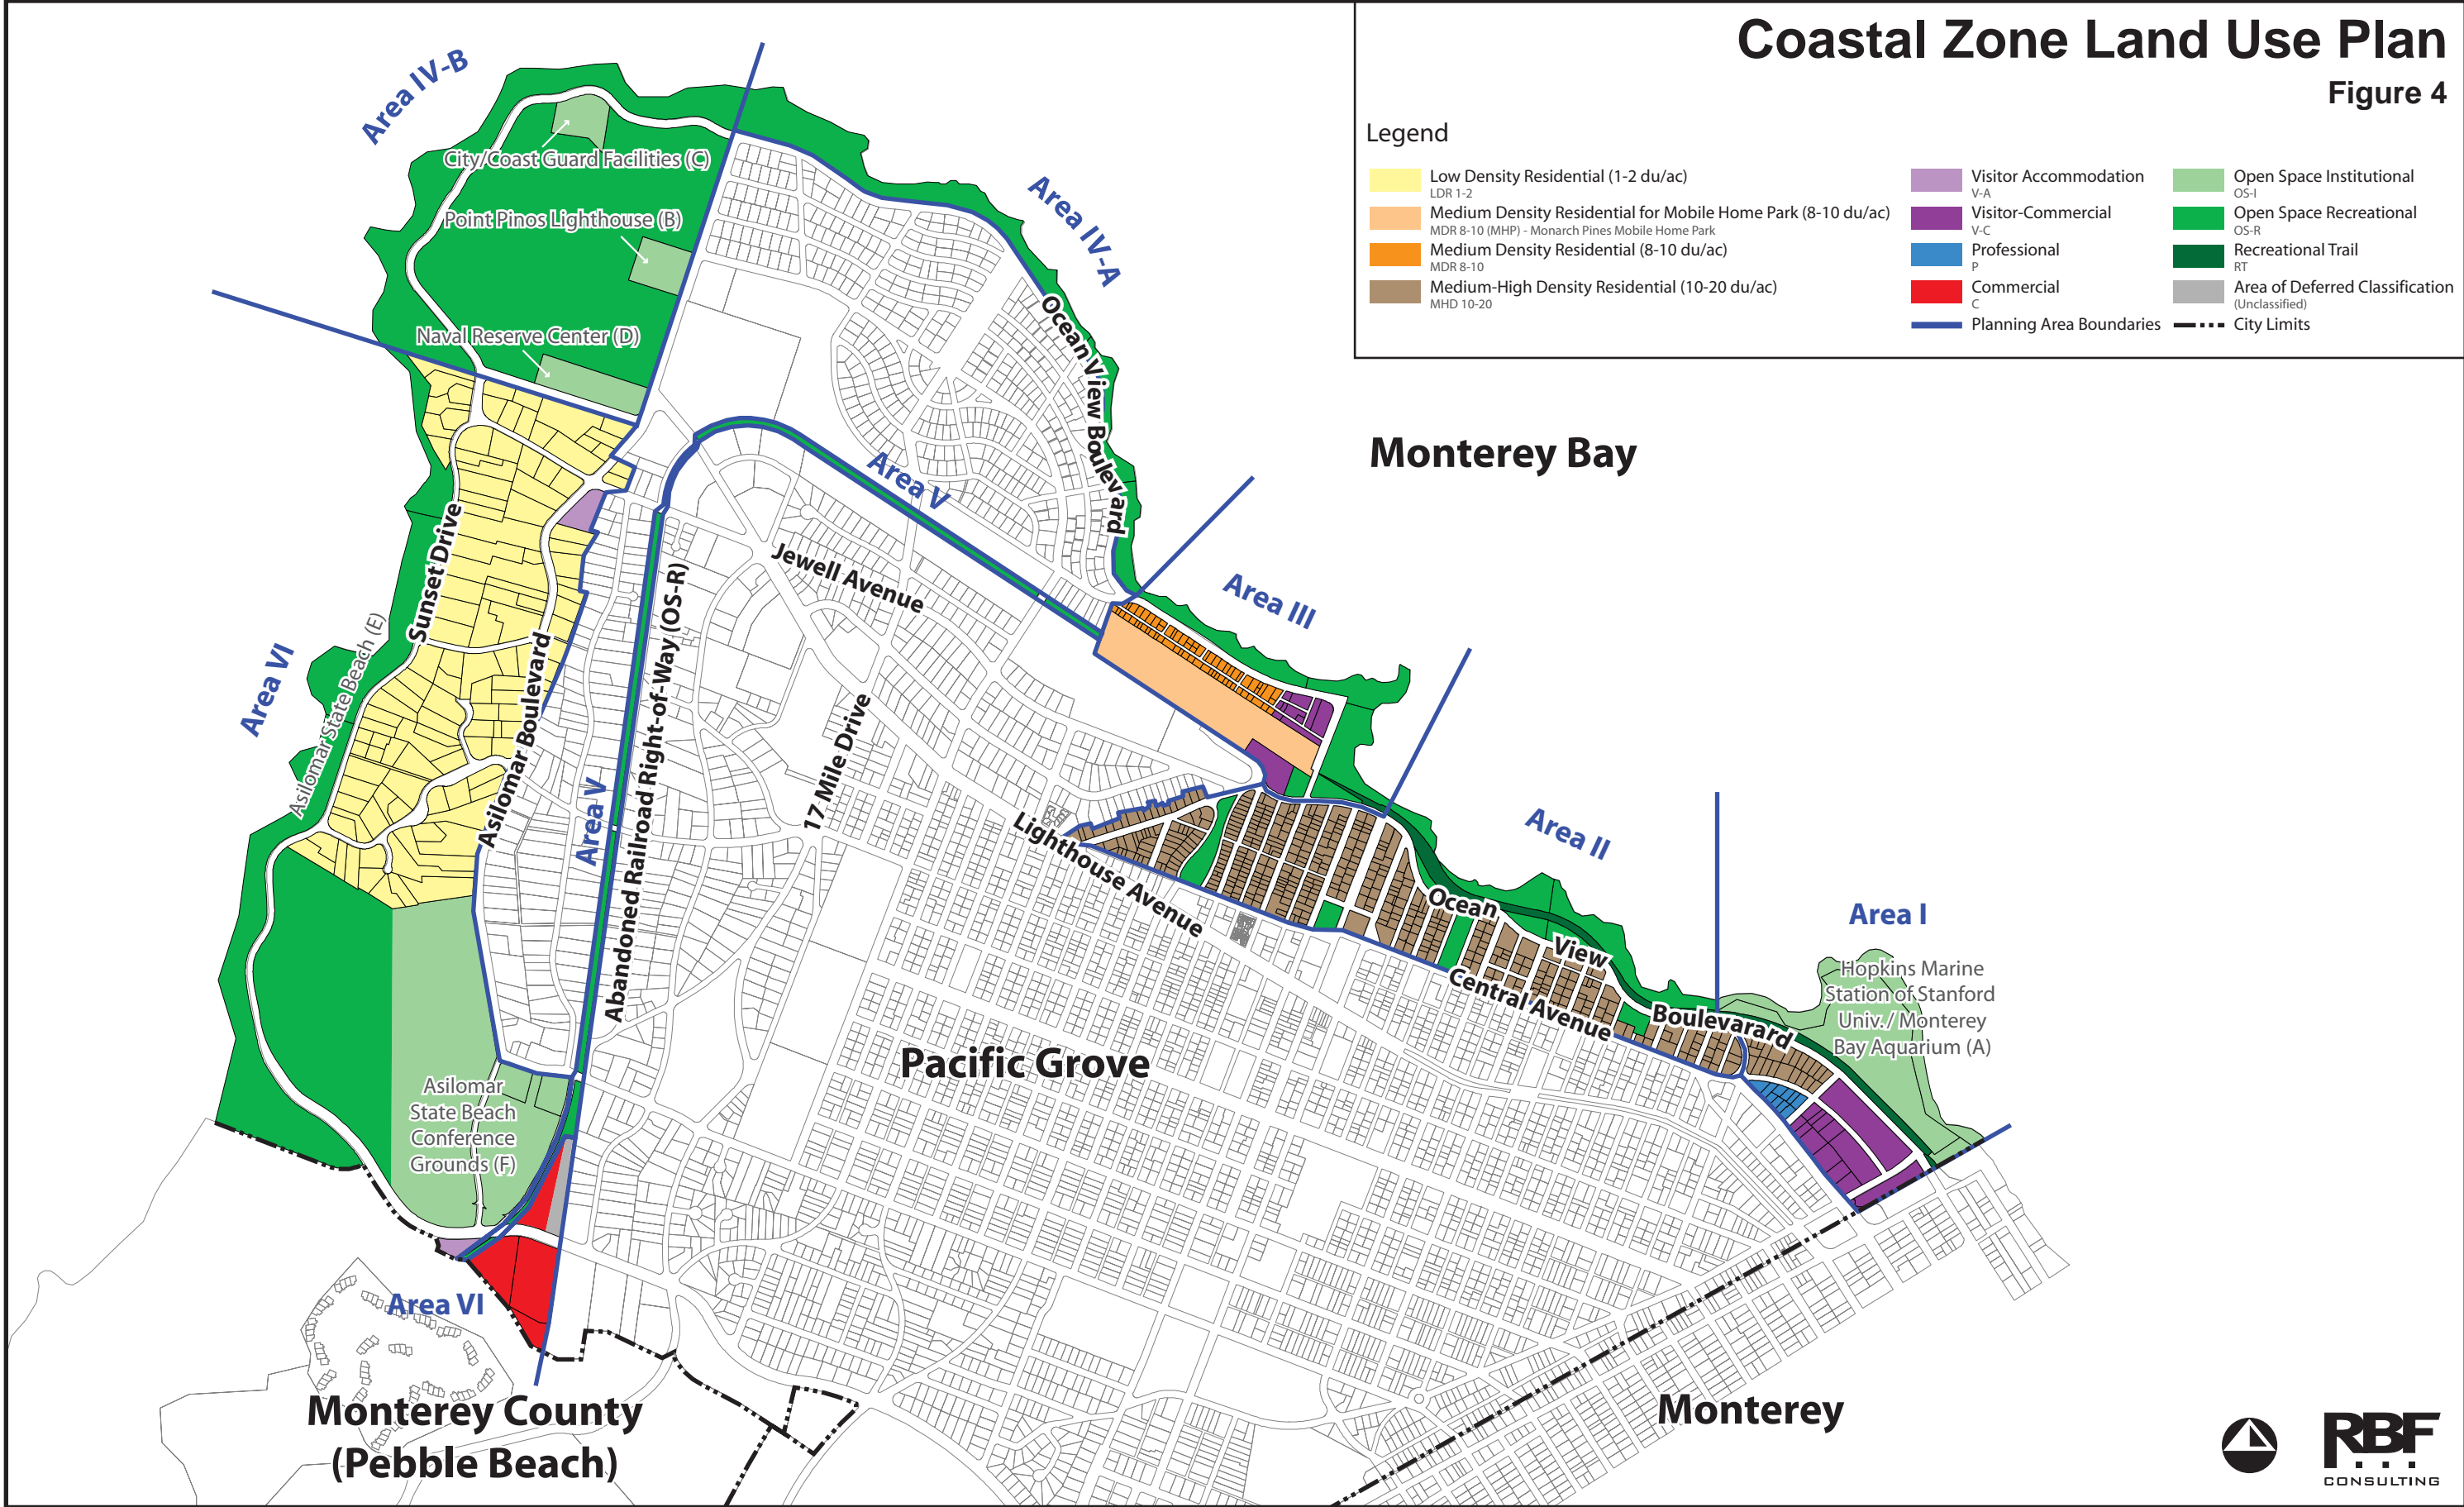 Coastal Zone Land Use Plan
Figure 4
Legend
Low Density Residential (1-2 du/ac)
LDR 1-2
Medium Density Residential for Mobile Home Park (8-10 du/ac)
MDR 8-10 (MHP) - Monarch Pines Mobile Home Park
Medium Density Residential (8-10 du/ac)
MDR 8-10
Medium-High Density Residential (10-20 du/ac)
MHD 10-20
Visitor Accommodation
V-A
Visitor-Commercial
V-C
Professional
P
Commercial
C
Planning Area Boundaries
Open Space Institutional
OS-I
Open Space Recreational
OS-R
Recreational Trail
RT
Area of Deferred Classification
(Unclassified)
City Limits
Area IV-B
City/Coast Guard Facilities (C)
Point Pinos Lighthouse (B)
Naval Reserve Center (D)
Area IV-A
Ocean View Boulevard
Monterey Bay
Area V
Jewell Avenue
Area III
Sunset Drive
Asilomar State Beach (E)
Area VI
Asilomar Boulevard
Area V
Abandoned Railroad Right-of-Way (OS-R)
17 Mile Drive
Lighthouse Avenue
Area II
Ocean
View
Boulevarard
Central Avenue
Area I
Hopkins Marine
Station of Stanford
Univ./ Monterey
Bay Aquarium (A)
Pacific Grove
Asilomar
State Beach
Conference
Grounds (F)
Area VI
Monterey County
(Pebble Beach)
Monterey
RBF
CONSULTING